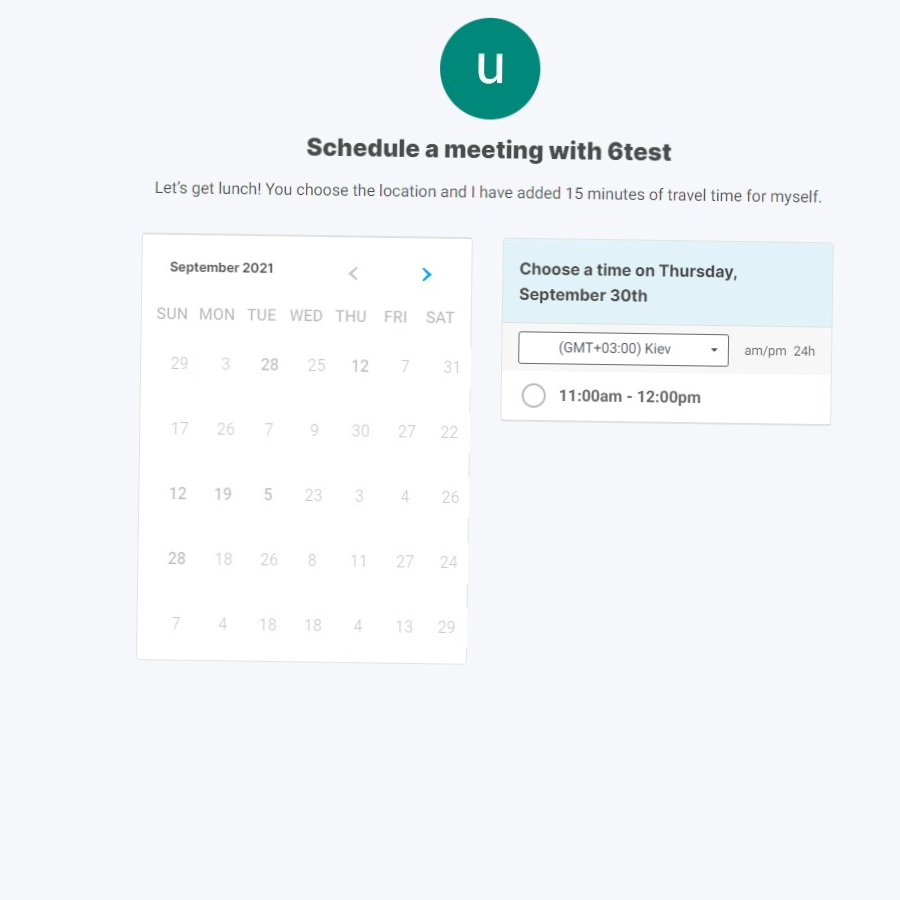 u
Schedule a meeting with 6test
Let's get lunch! You choose the location and I have added 15 minutes of travel time for myself.
September 2021
SUN MON TUE WED THU FRI SAT
29 3 28 25 12 7 31
17 26 7 9 30 27 22
12 19 5 23 3 4 26
28 18 26 8 11 27 24
7 4 18 18 4 13 29
Choose a time on Thursday,
September 30th
(GMT+03:00) Kiev am/pm 24h
11:00am - 12:00pm